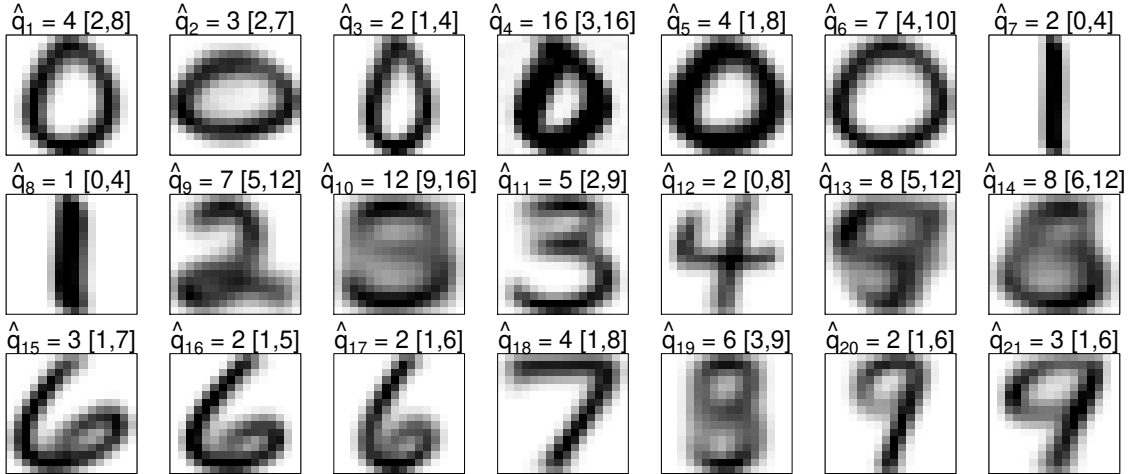 q̂₁ = 4 [2,8] q̂₂ = 3 [2,7] q̂₃ = 2 [1,4] q̂₄ = 16 [3,16] q̂₅ = 4 [1,8] q̂₆ = 7 [4,10] q̂₇ = 2 [0,4]
q̂₈ = 1 [0,4] q̂₉ = 7 [5,12] q̂₁₀ = 12 [9,16] q̂₁₁ = 5 [2,9] q̂₁₂ = 2 [0,8] q̂₁₃ = 8 [5,12] q̂₁₄ = 8 [6,12]
q̂₁₅ = 3 [1,7] q̂₁₆ = 2 [1,5] q̂₁₇ = 2 [1,6] q̂₁₈ = 4 [1,8] q̂₁₉ = 6 [3,9] q̂₂₀ = 2 [1,6] q̂₂₁ = 3 [1,6]